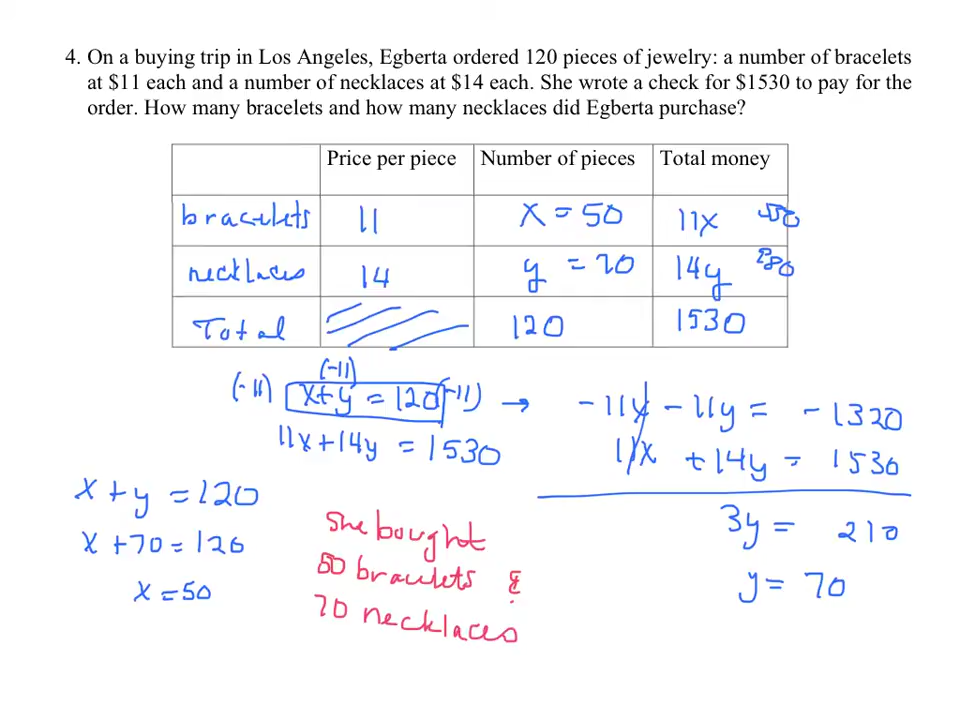 4. On a buying trip in Los Angeles, Egberta ordered 120 pieces of jewelry: a number of bracelets
at $11 each and a number of necklaces at $14 each. She wrote a check for $1530 to pay for the
order. How many bracelets and how many necklaces did Egberta purchase?
Price per piece Number of pieces Total money
bracelets 11 x = 50 11x 550
necklaces 14 y = 70 14y 980
Total 120 1530
(-11)
(-11) x+y = 120 (-11) → -11x - 11y = -1320
11x+14y = 1530 11x + 14y = 1530
x + y = 120 3y = 210
x +70 = 120 y = 70
x = 50
She bought
50 bracelets &
70 necklaces